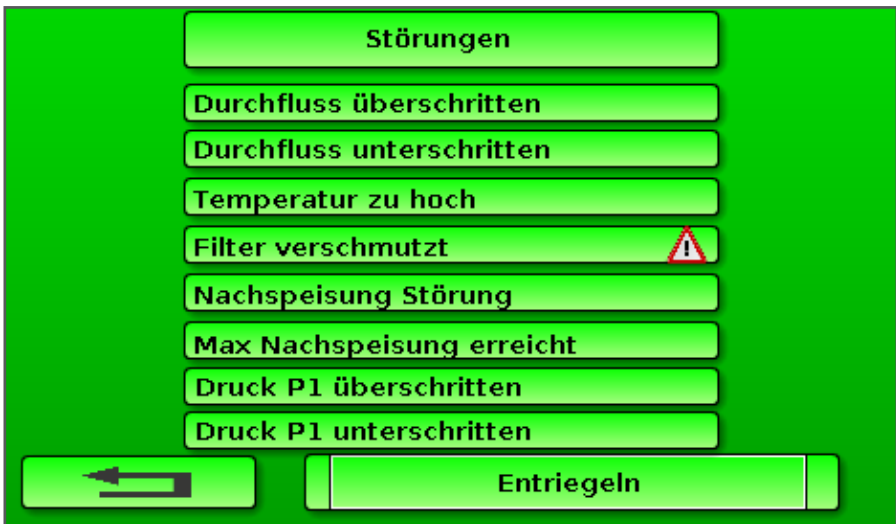 Störungen
Durchfluss überschritten
Durchfluss unterschritten
Temperatur zu hoch
Filter verschmutzt
Nachspeisung Störung
Max Nachspeisung erreicht
Druck P1 überschritten
Druck P1 unterschritten
Entriegeln